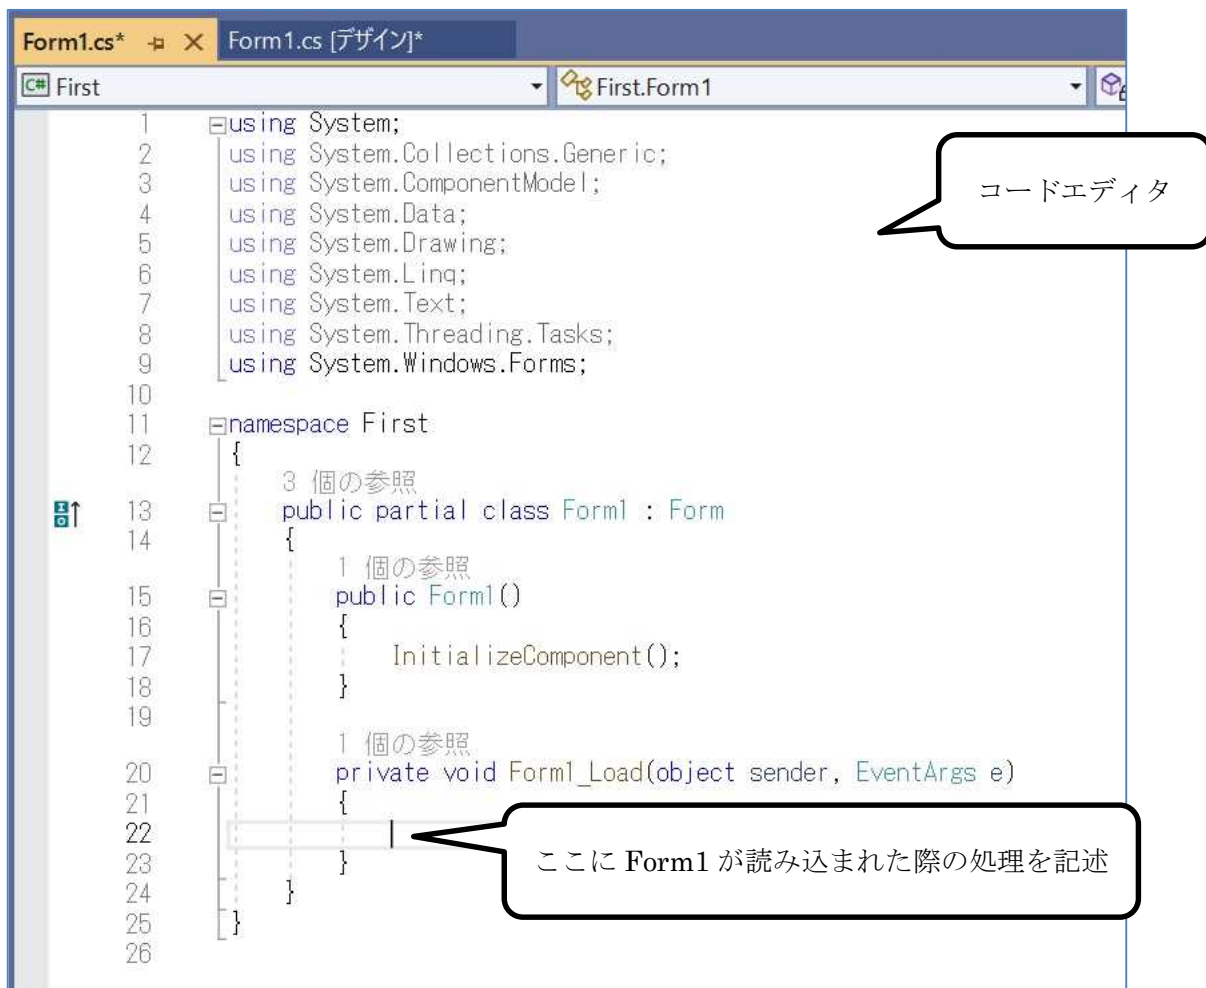 Form1.cs*
Form1.cs [デザイン]*
C# First
First.Form1
1 using System;
2 using System.Collections.Generic;
3 using System.ComponentModel;
コードエディタ
4 using System.Data;
5 using System.Drawing;
6 using System.Linq;
7 using System.Text;
8 using System.Threading.Tasks;
9 using System.Windows.Forms;
10
11 namespace First
12 {
3 個の参照
13 public partial class Form1 : Form
14 {
1 個の参照
15 public Form1()
16 {
17 InitializeComponent();
18 }
19
1 個の参照
20 private void Form1_Load(object sender, EventArgs e)
21 {
22
ここに Form1 が読み込まれた際の処理を記述
23 }
24 }
25 }
26